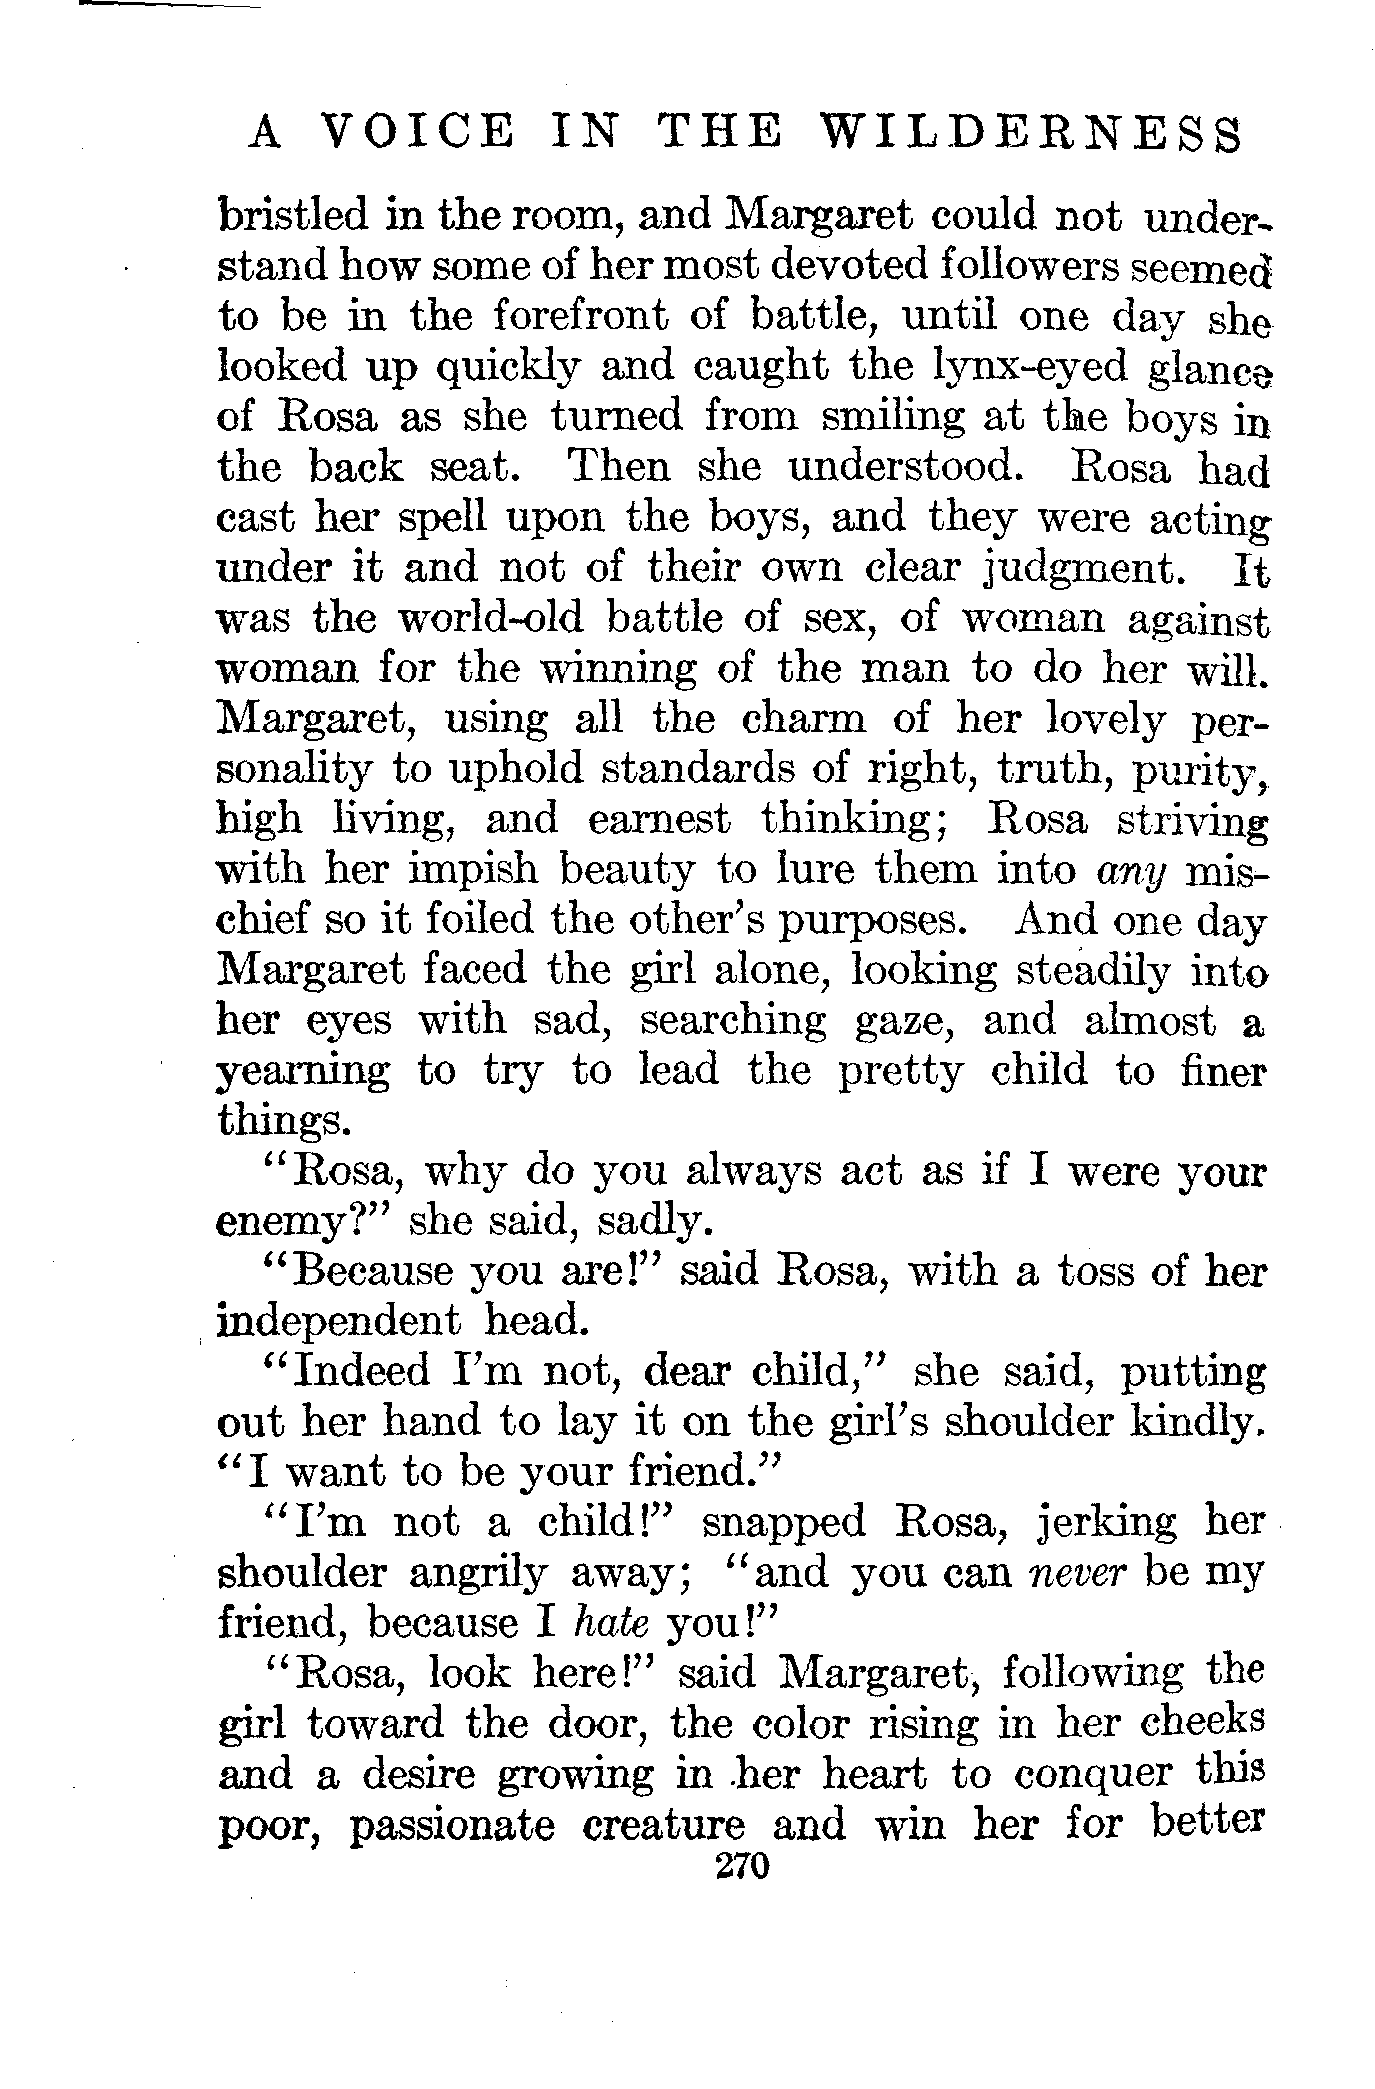 A VOICE IN THE WILDERNESS
bristled in the room, and Margaret could not under-
stand how some of her most devoted followers seemed
to be in the forefront of battle, until one day she
looked up quickly and caught the lynx-eyed glance
of Rosa as she turned from smiling at the boys in
the back seat. Then she understood. Rosa had
cast her spell upon the boys, and they were acting
under it and not of their own clear judgment. It
was the world-old battle of sex, of woman against
woman for the winning of the man to do her will.
Margaret, using all the charm of her lovely per-
sonality to uphold standards of right, truth, purity,
high living, and earnest thinking; Rosa striving
with her impish beauty to lure them into any mis-
chief so it foiled the other's purposes. And one day
Margaret faced the girl alone, looking steadily into
her eyes with sad, searching gaze, and almost a
yearning to try to lead the pretty child to finer
things.
"Rosa, why do you always act as if I were your
enemy?" she said, sadly.
"Because you are!" said Rosa, with a toss of her
independent head.
"Indeed I'm not, dear child," she said, putting
out her hand to lay it on the girl's shoulder kindly.
"I want to be your friend."
"I'm not a child!" snapped Rosa, jerking her
shoulder angrily away; "and you can never be my
friend, because I hate you!"
"Rosa, look here!" said Margaret, following the
girl toward the door, the color rising in her cheeks
and a desire growing in her heart to conquer this
poor, passionate creature and win her for better
270